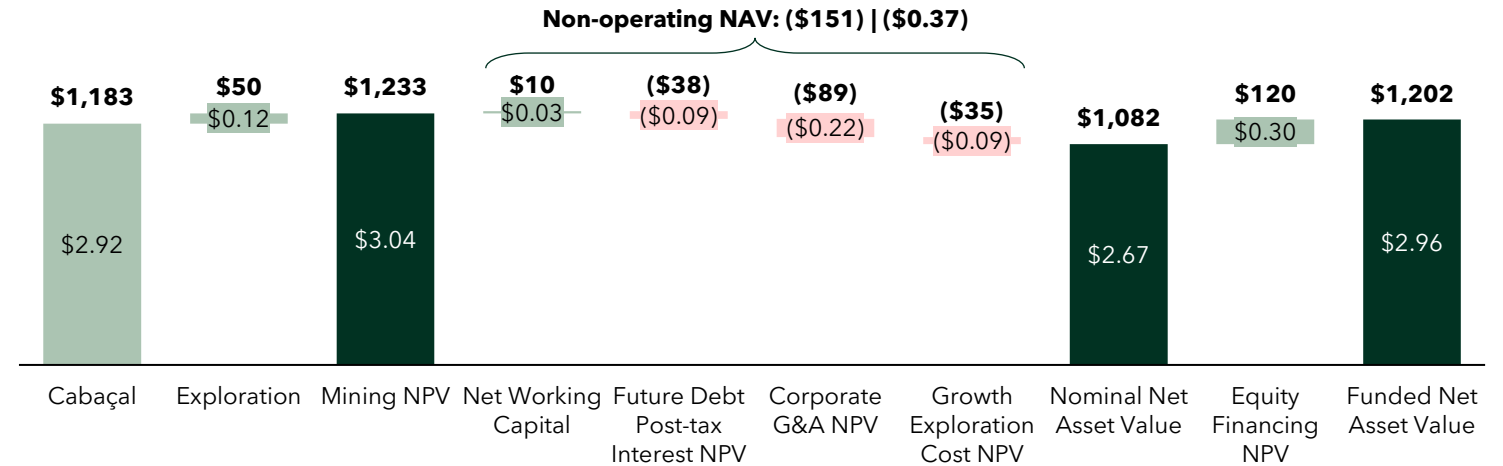 Non-operating NAV: ($151) | ($0.37)
$1,183
$50
$1,233
$10
($38)
($89)
($35)
$1,082
$120
$1,202
$2.92
$0.12
$3.04
$0.03
($0.09)
($0.22)
($0.09)
$2.67
$0.30
$2.96
Cabaçal
Exploration
Mining NPV
Net Working
Capital
Future Debt
Post-tax
Interest NPV
Corporate
G&A NPV
Growth
Exploration
Cost NPV
Nominal Net
Asset Value
Equity
Financing
NPV
Funded Net
Asset Value